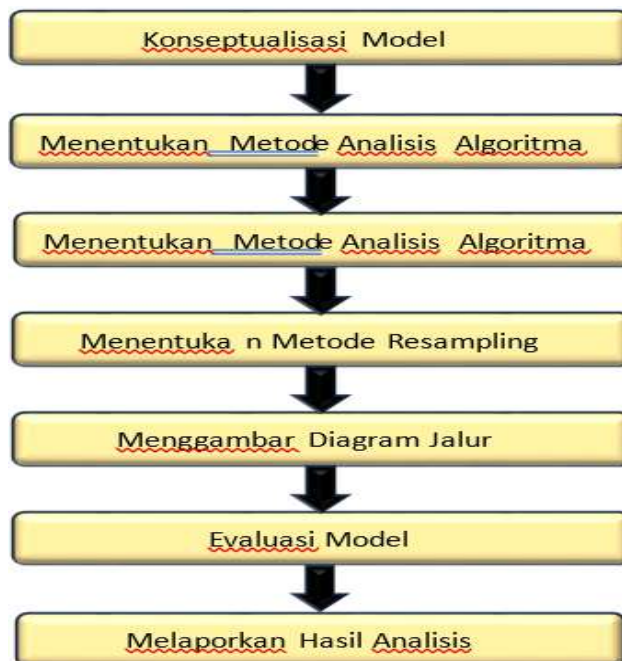 Konseptualisasi Model
Menentukan Metode Analisis Algoritma
Menentukan Metode Analisis Algoritma
Menentuka n Metode Resampling
Menggambar Diagram Jalur
Evaluasi Model
Melaporkan Hasil Analisis